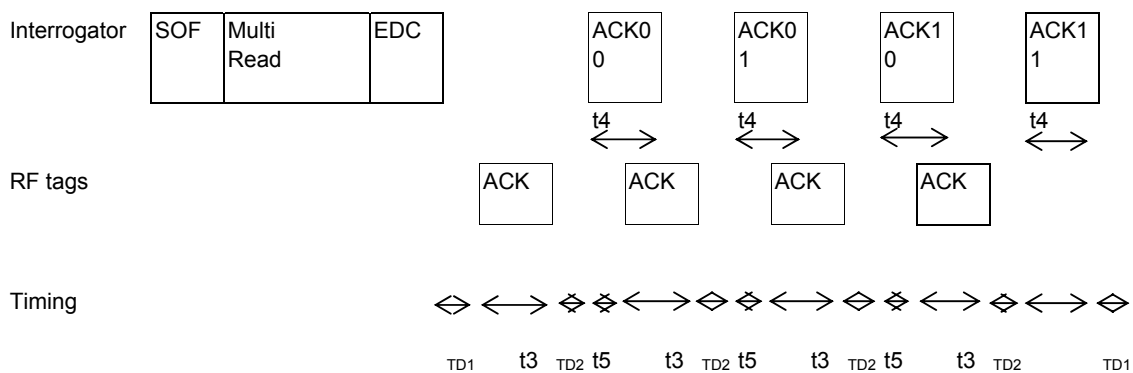 Interrogator SOF Multi Read EDC ACK0 0 ACK0 1 ACK1 0 ACK1 1
t4 t4 t4 t4
RF tags ACK ACK ACK ACK
Timing
TD1 t3 TD2 t5 t3 TD2 t5 t3 TD2 t5 t3 TD2 TD1